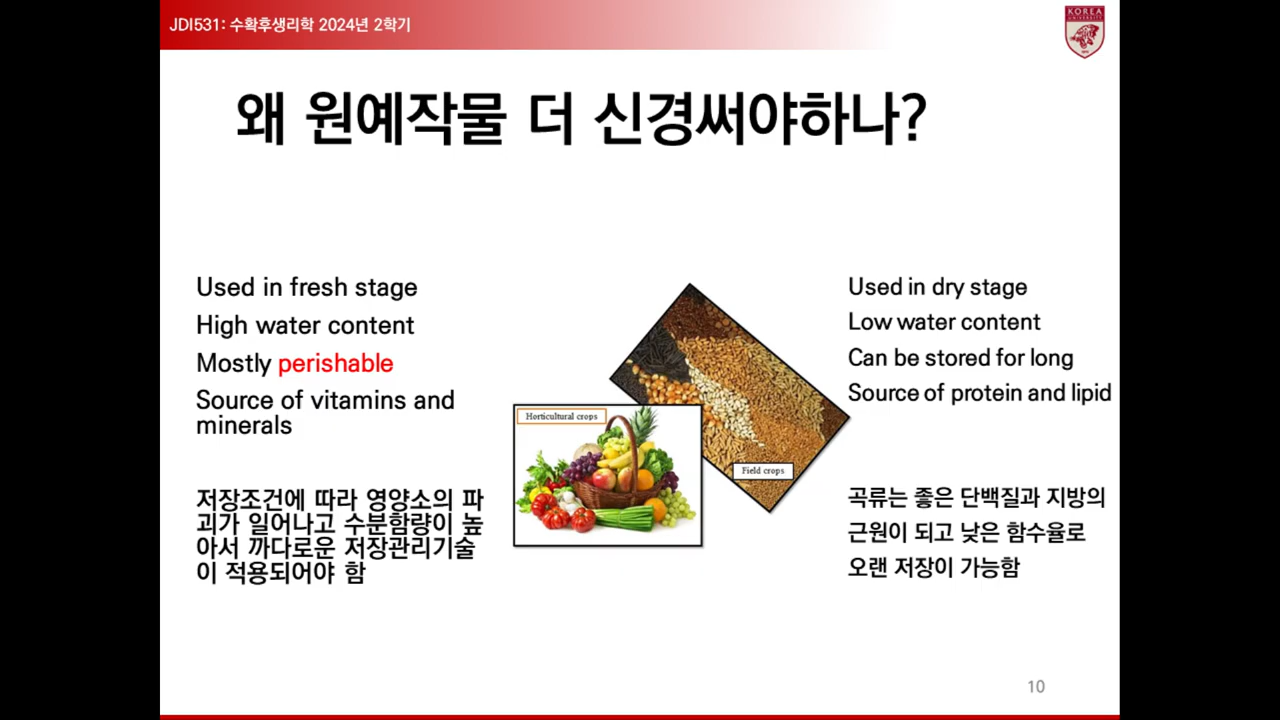 JDI531: 수확후생리학 2024년 2학기
KOREA
UNIVERSITY
왜 원예작물 더 신경써야하나?
Used in fresh stage
High water content
Mostly perishable
Source of vitamins and
minerals
저장조건에 따라 영양소의 파
괴가 일어나고 수분함량이 높
아서 까다로운 저장관리기술
이 적용되어야 함
Horticultural crops
Field crops
Used in dry stage
Low water content
Can be stored for long
Source of protein and lipid
곡류는 좋은 단백질과 지방의
근원이 되고 낮은 함수율로
오랜 저장이 가능함
10